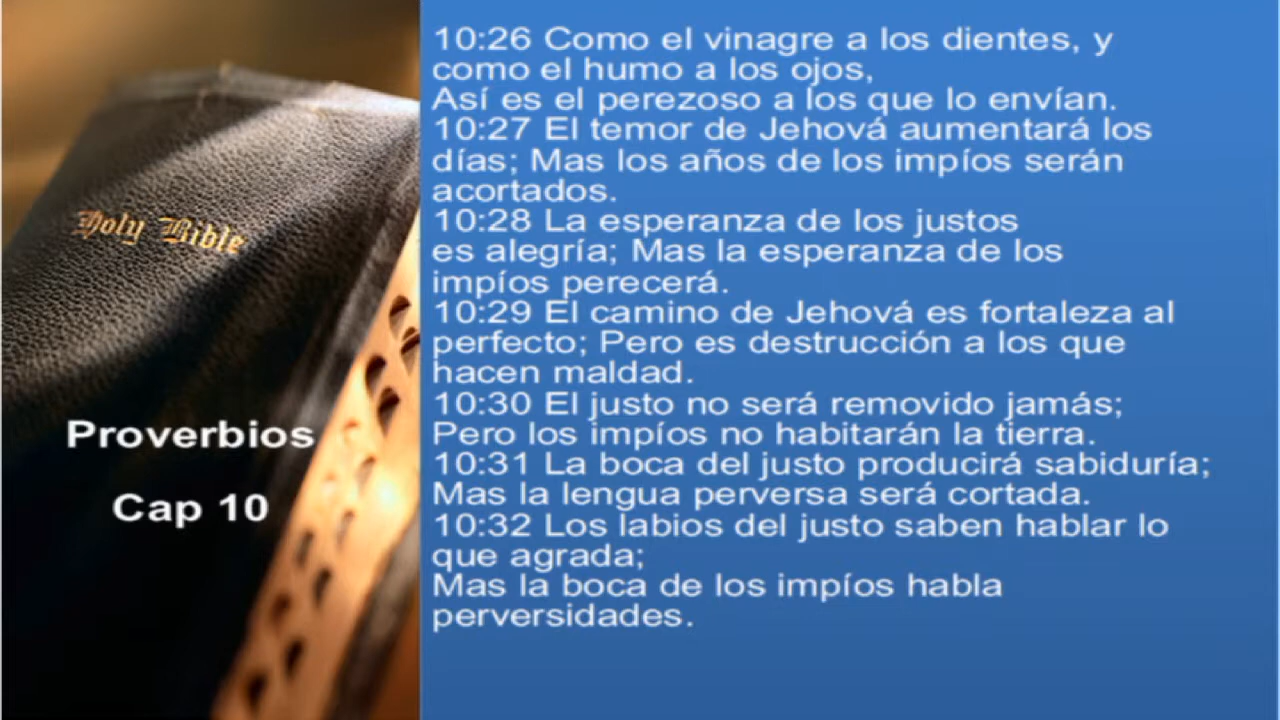 Holy Bible
Proverbios
Cap 10
10:26 Como el vinagre a los dientes, y
como el humo a los ojos,
Así es el perezoso a los que lo envían.
10:27 El temor de Jehová aumentará los
días; Mas los años de los impíos serán
acortados.
10:28 La esperanza de los justos
es alegría; Mas la esperanza de los
impíos perecerá.
10:29 El camino de Jehová es fortaleza al
perfecto; Pero es destrucción a los que
hacen maldad.
10:30 El justo no será removido jamás;
Pero los impíos no habitarán la tierra.
10:31 La boca del justo producirá sabiduría;
Mas la lengua perversa será cortada.
10:32 Los labios del justo saben hablar lo
que agrada;
Mas la boca de los impíos habla
perversidades.